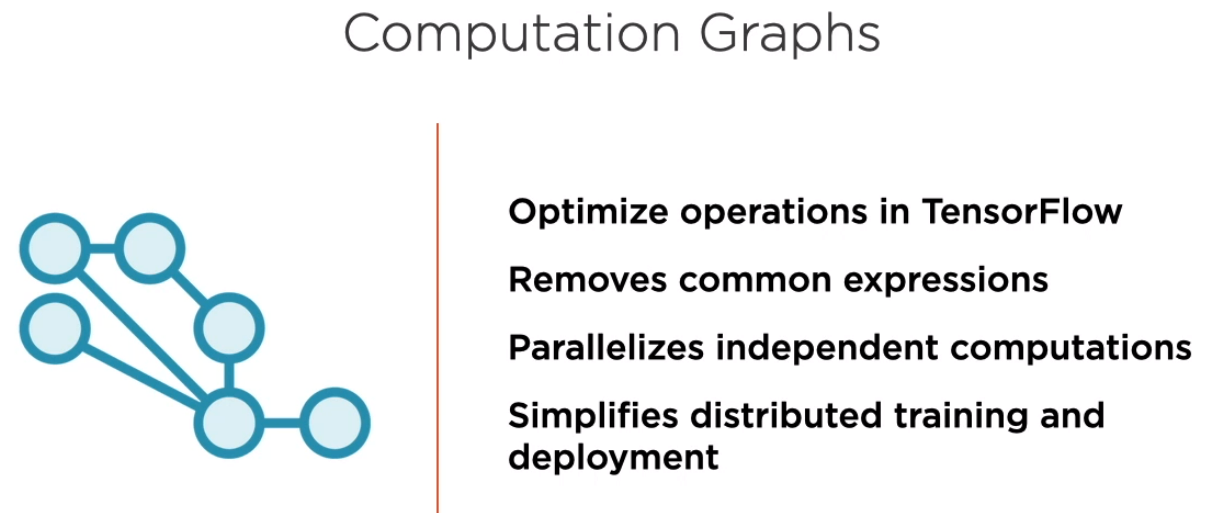 Computation Graphs
Optimize operations in TensorFlow
Removes common expressions
Parallelizes independent computations
Simplifies distributed training and
deployment